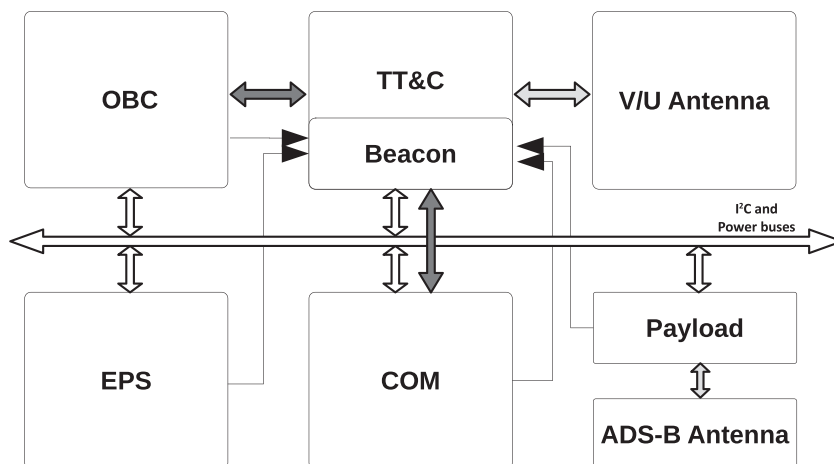 OBC
TT&C
V/U Antenna
Beacon
I²C and
Power buses
EPS
COM
Payload
ADS-B Antenna